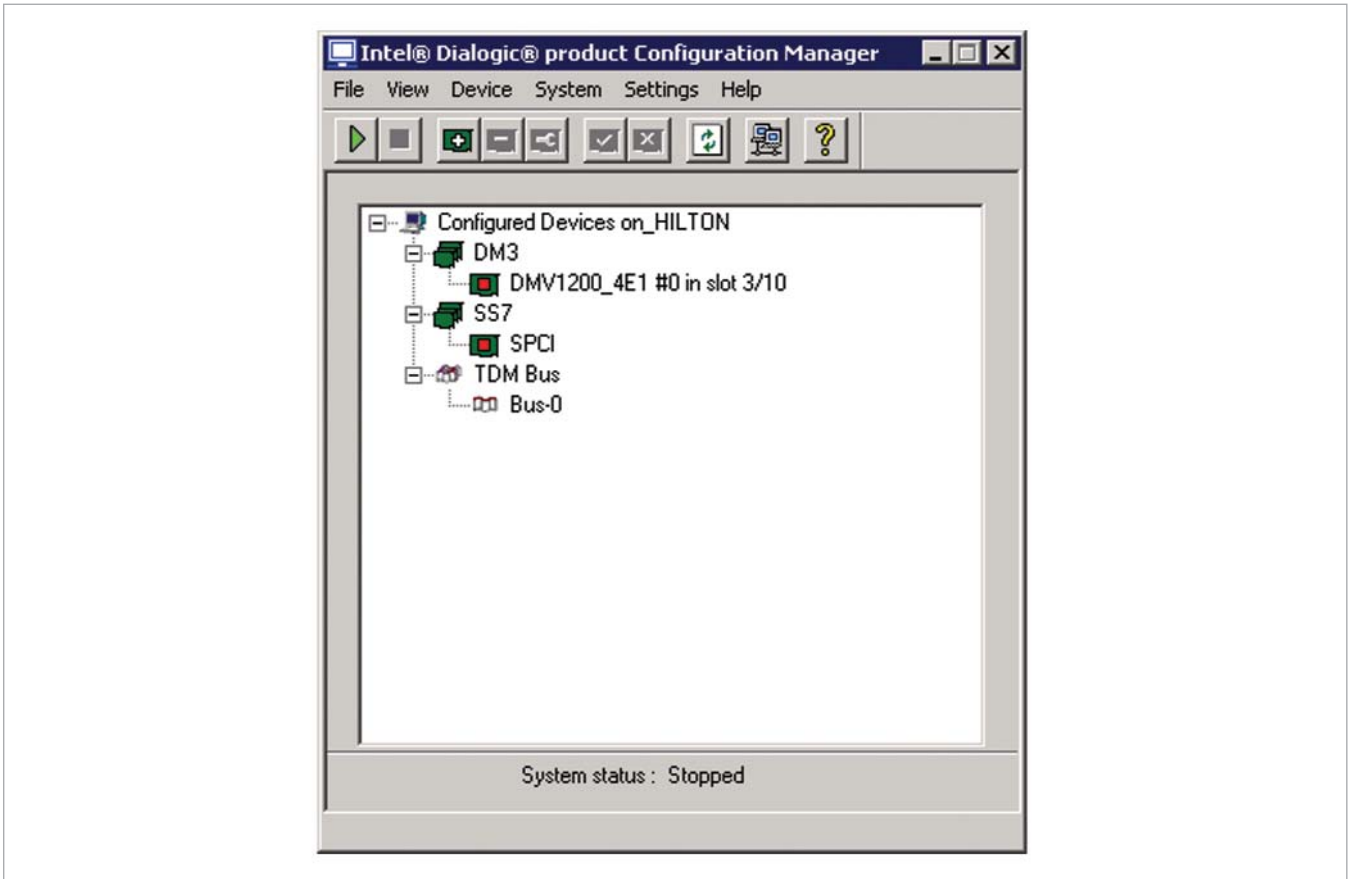 Intel® Dialogic® product Configuration Manager
File View Device System Settings Help
Configured Devices on_HILTON
DM3
DMV1200_4E1 #0 in slot 3/10
SS7
SPCI
TDM Bus
Bus-0
System status : Stopped